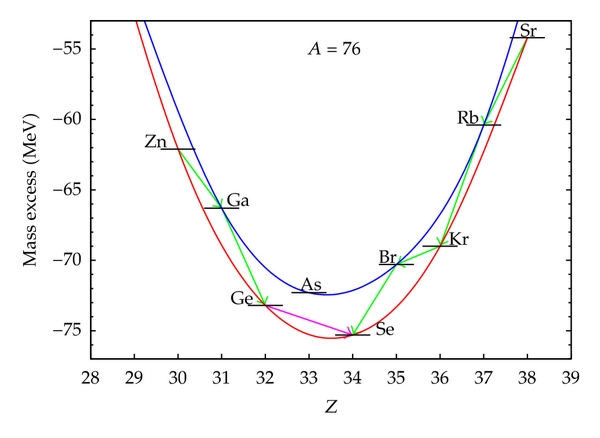 A = 76
Mass excess (MeV)
−55
−60
−65
−70
−75
Sr
Rb
Zn
Ga
Kr
Br
As
Ge
Se
28 29 30 31 32 33 34 35 36 37 38 39
Z